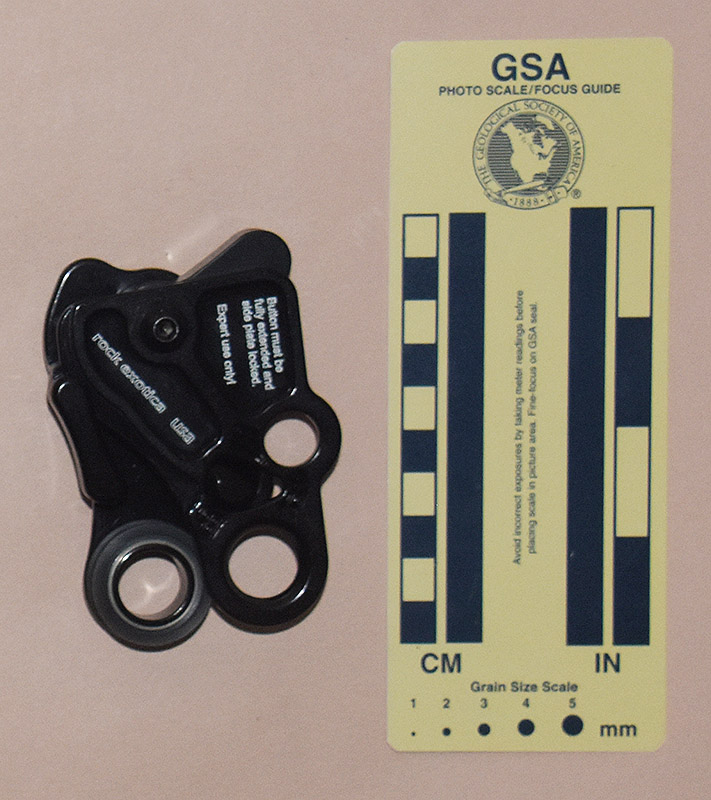 GSA
PHOTO SCALE/FOCUS GUIDE
THE GEOLOGICAL SOCIETY OF AMERICA
·1888·
®
Button must be
fully extended and
side plate locked.
Expert use only!
rock exotica usa
Avoid incorrect exposures by taking meter readings before
placing scale in picture area. Fine-focus on GSA seal.
CM
IN
Grain Size Scale
1 2 3 4 5
mm